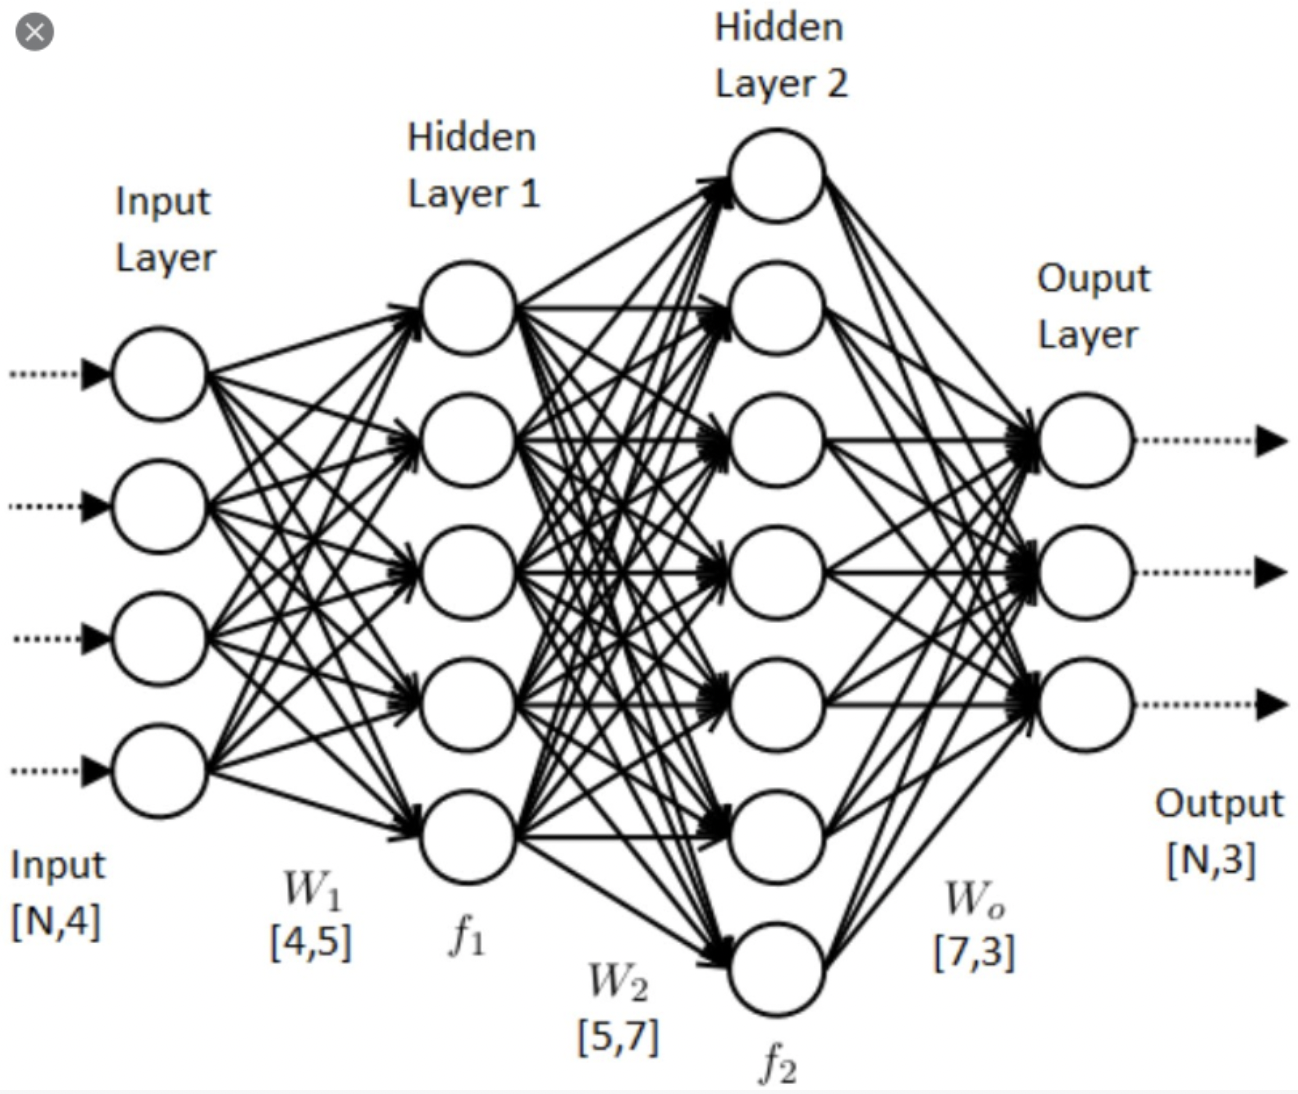 Input
Layer
Hidden
Layer 1
Hidden
Layer 2
Ouput
Layer
Input
[N,4]
W₁
[4,5]
f₁
W₂
[5,7]
f₂
Wₒ
[7,3]
Output
[N,3]